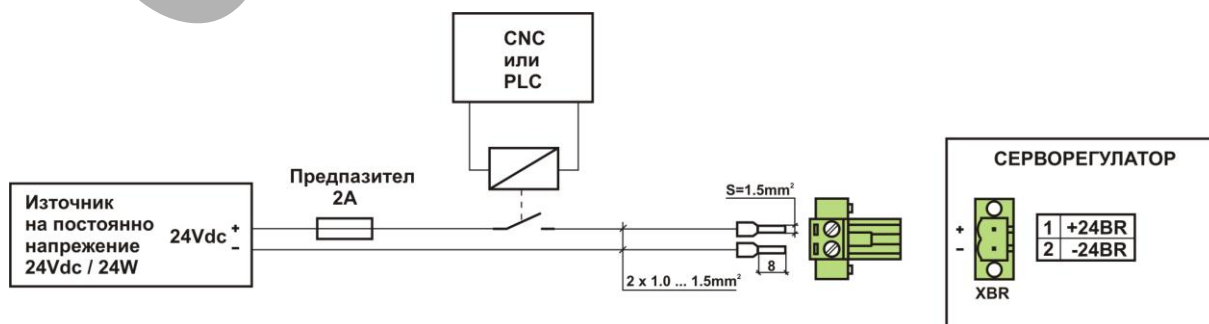 CNC
или
PLC
Предпазител
2A
Източник
на постоянно
напрежение
24Vdc / 24W
24Vdc
+
−
S=1.5mm²
8
2 x 1.0 ... 1.5mm²
СЕРВОРЕГУЛАТОР
+
−
XBR
1 +24BR
2 -24BR